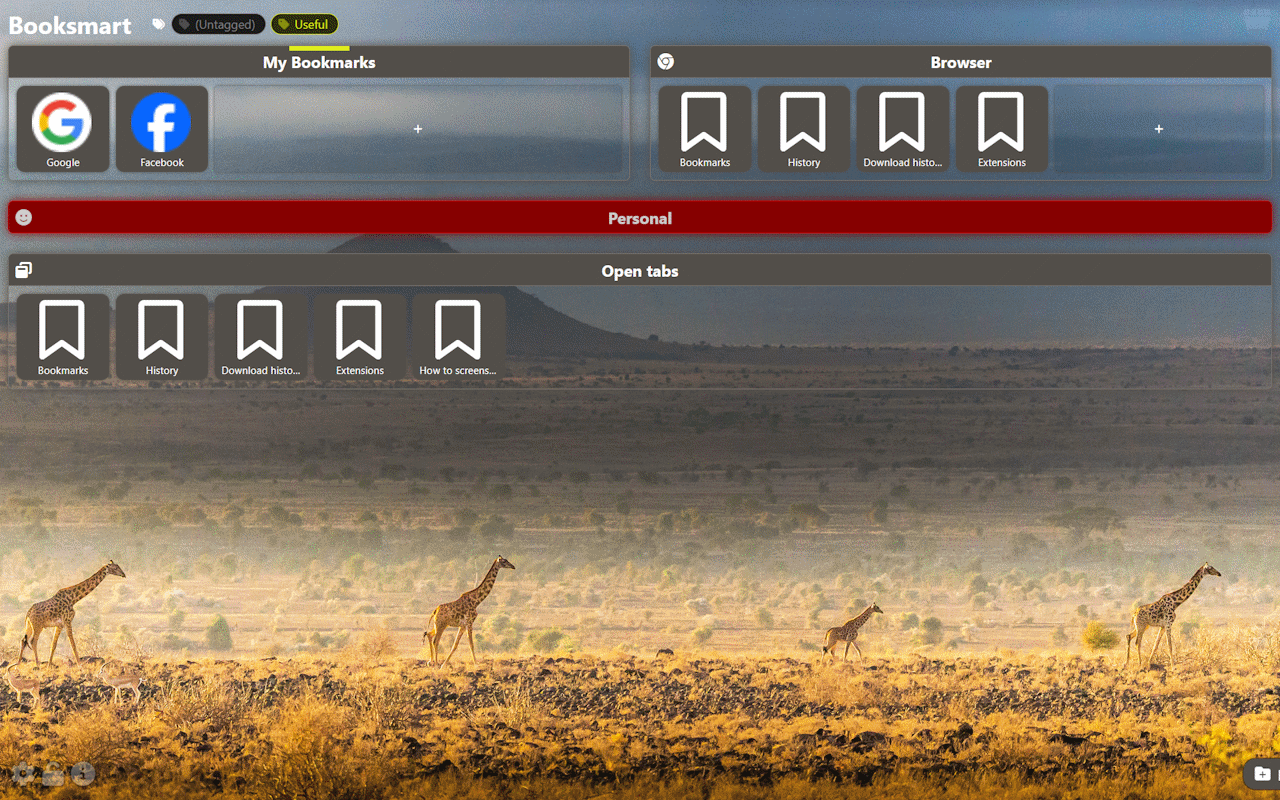 Booksmart
(Untagged)
Useful
My Bookmarks
Browser
Google
Facebook
+
Bookmarks
History
Download histo...
Extensions
+
Personal
Open tabs
Bookmarks
History
Download histo...
Extensions
How to screens...